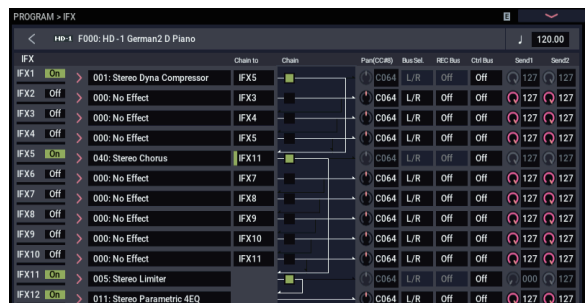 PROGRAM > IFX E
< HD-1 F000: HD -1 German2 D Piano ♩ 120.00
IFX Chain to Chain Pan(CC#8) Bus Sel. REC Bus Ctrl Bus Send1 Send2
IFX1 On 001: Stereo Dyna Compressor IFX5 C064 L/R Off Off 127 127
IFX2 Off 000: No Effect IFX3 C064 L/R Off Off 127 127
IFX3 Off 000: No Effect IFX4 C064 L/R Off Off 127 127
IFX4 Off 000: No Effect IFX5 C064 L/R Off Off 127 127
IFX5 On 040: Stereo Chorus IFX11 C064 L/R Off Off 127 127
IFX6 Off 000: No Effect IFX7 C064 L/R Off Off 127 127
IFX7 Off 000: No Effect IFX8 C064 L/R Off Off 127 127
IFX8 Off 000: No Effect IFX9 C064 L/R Off Off 127 127
IFX9 Off 000: No Effect IFX10 C064 L/R Off Off 127 127
IFX10 Off 000: No Effect IFX11 C064 L/R Off Off 127 127
IFX11 On 005: Stereo Limiter C064 L/R Off Off 000 127
IFX12 On 011: Stereo Parametric 4EQ C064 L/R Off Off 127 127